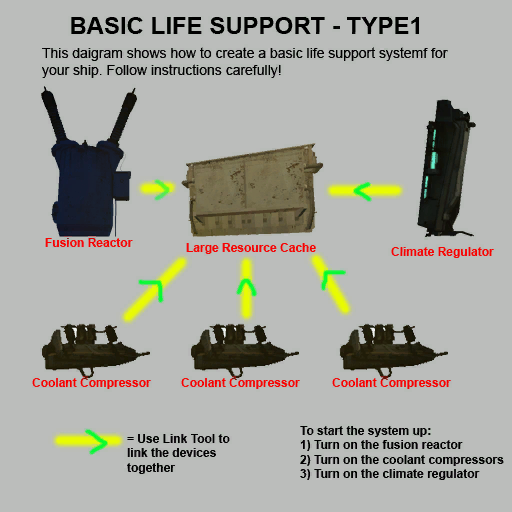 BASIC LIFE SUPPORT - TYPE1
This daigram shows how to create a basic life support systemf for
your ship. Follow instructions carefully!
Fusion Reactor
Large Resource Cache
Climate Regulator
Coolant Compressor
Coolant Compressor
Coolant Compressor
= Use Link Tool to
link the devices
together
To start the system up:
1) Turn on the fusion reactor
2) Turn on the coolant compressors
3) Turn on the climate regulator